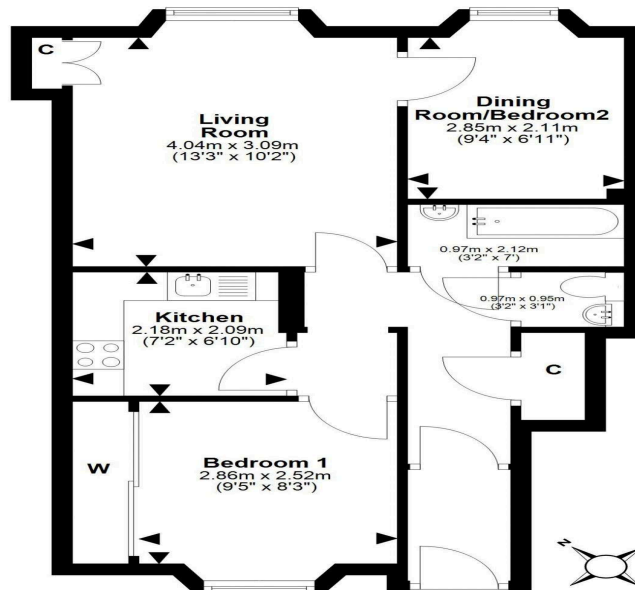 C
Living
Room
4.04m x 3.09m
(13'3" x 10'2")
Dining
Room/Bedroom2
2.85m x 2.11m
(9'4" x 6'11")
0.97m x 2.12m
(3'2" x 7')
0.97m x 0.95m
(3'2" x 3'1")
Kitchen
2.18m x 2.09m
(7'2" x 6'10")
C
W
Bedroom 1
2.86m x 2.52m
(9'5" x 8'3")
N